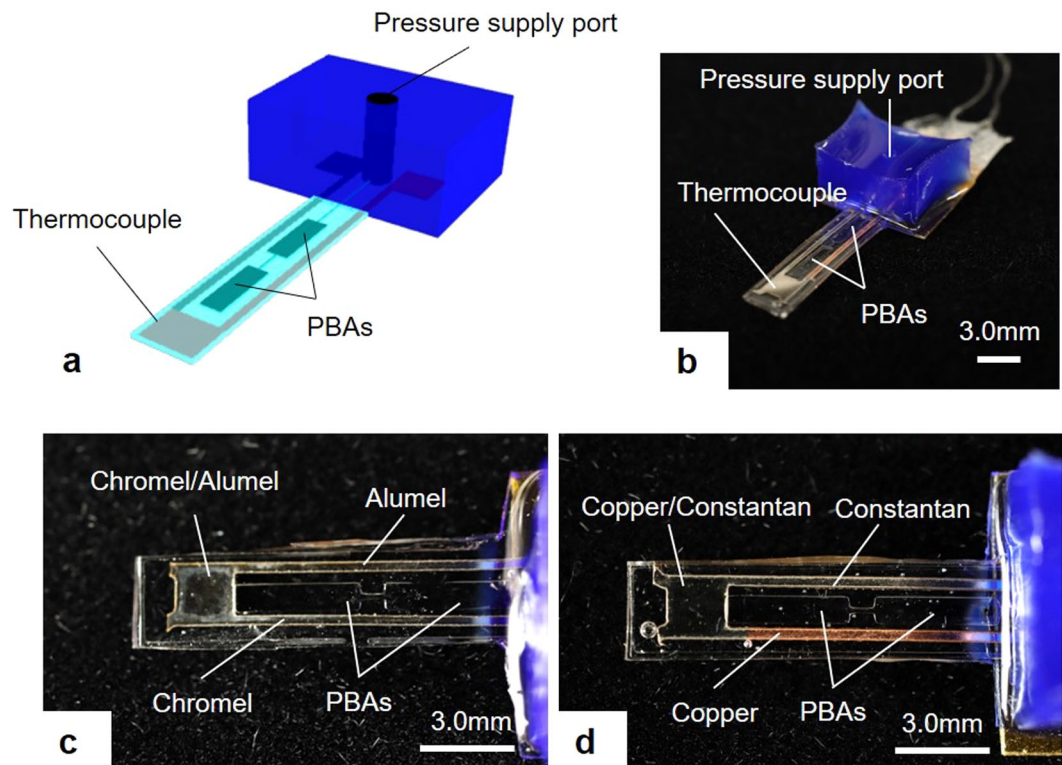 Pressure supply port
Thermocouple
PBAs
a
Pressure supply port
Thermocouple
PBAs
3.0mm
b
Chromel/Alumel
Alumel
Chromel
PBAs
3.0mm
c
Copper/Constantan
Constantan
Copper
PBAs
3.0mm
d